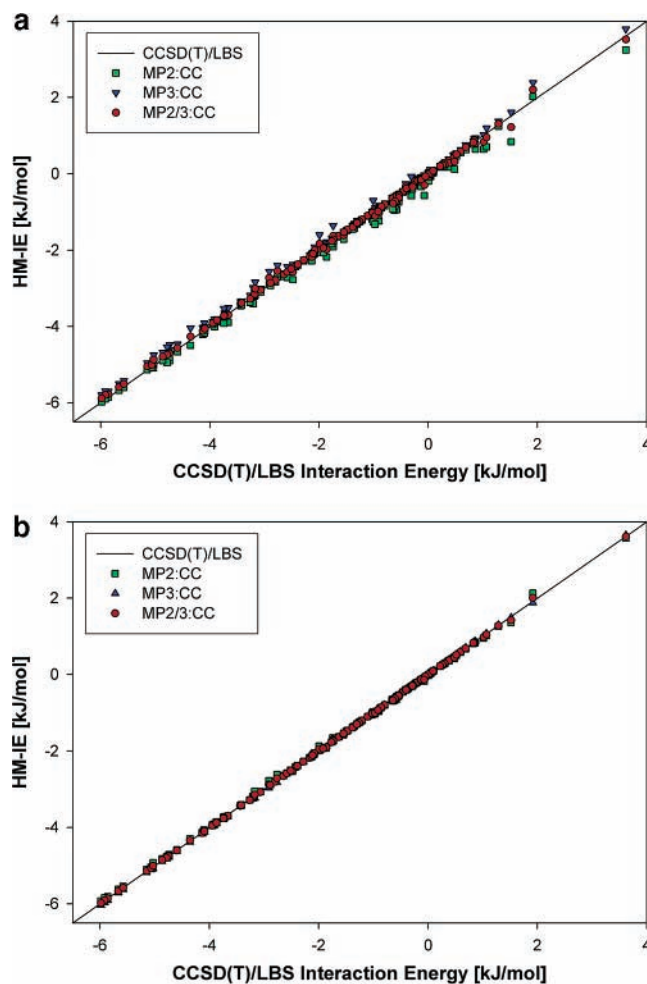 a
4
2
0
-2
-4
-6
HM-IE [kJ/mol]
CCSD(T)/LBS
MP2:CC
MP3:CC
MP2/3:CC
-6 -4 -2 0 2 4
CCSD(T)/LBS Interaction Energy [kJ/mol]
b
4
2
0
-2
-4
-6
HM-IE [kJ/mol]
CCSD(T)/LBS
MP2:CC
MP3:CC
MP2/3:CC
-6 -4 -2 0 2 4
CCSD(T)/LBS Interaction Energy [kJ/mol]